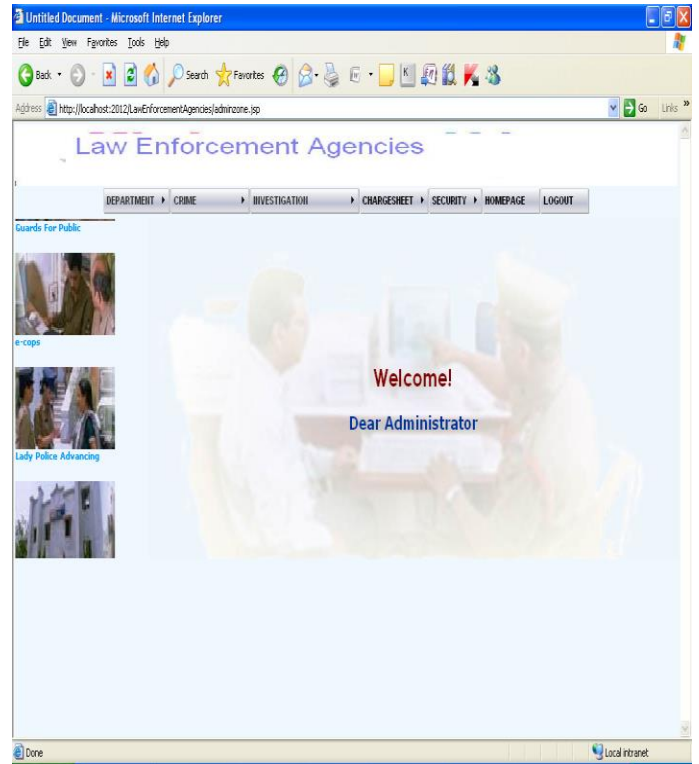 Untitled Document - Microsoft Internet Explorer
File Edit View Favorites Tools Help
Back Search Favorites
Address http://localhost:2012/LawEnforcementAgencies/adminzone.jsp Go Links »
Law Enforcement Agencies
DEPARTMENT CRIME INVESTIGATION CHARGESHEET SECURITY HOMEPAGE LOGOUT
Guards For Public
e-cops
Welcome!
Dear Administrator
Lady Police Advancing
Done Local intranet